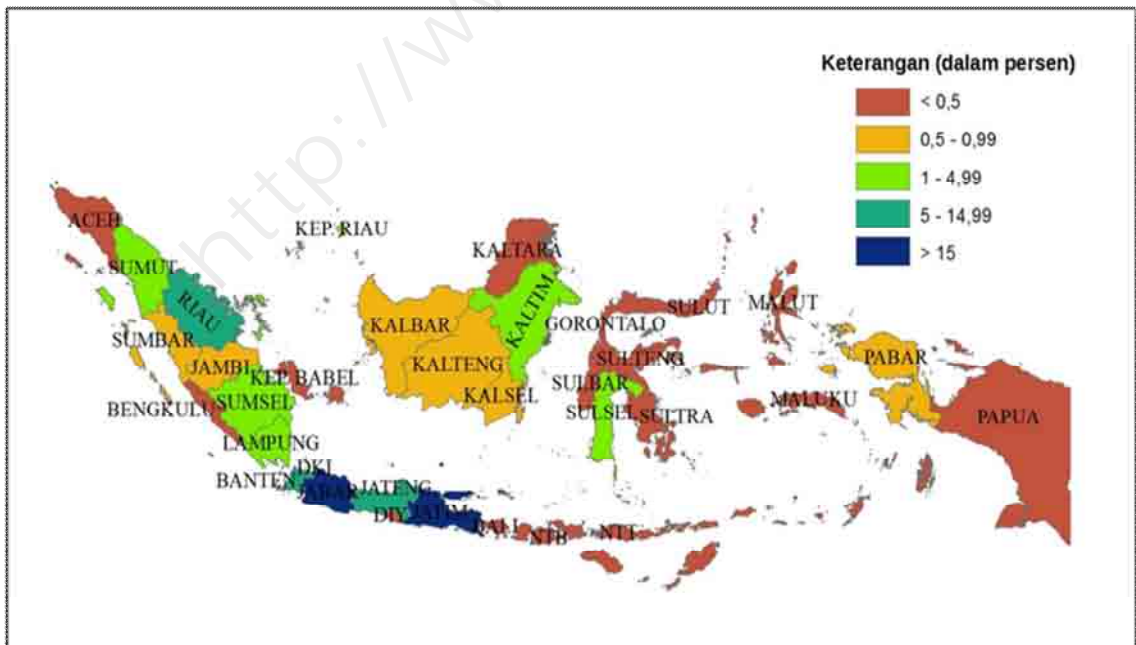 http://w
Keterangan (dalam persen)
< 0,5
0,5 - 0,99
1 - 4,99
5 - 14,99
> 15
ACEH
SUMUT
RIAU
KEP. RIAU
SUMBAR
JAMBI
KEP. BABEL
BENGKULU
SUMSEL
LAMPUNG
BANTEN
DKI
JABAR
JATENG
DIY
JATIM
BALI
NTB
NTT
KALTARA
KALTIM
KALBAR
KALTENG
KALSEL
GORONTALO
SULUT
SULTENG
SULBAR
SULSEL
SULTRA
MALUT
MALUKU
PABAR
PAPUA